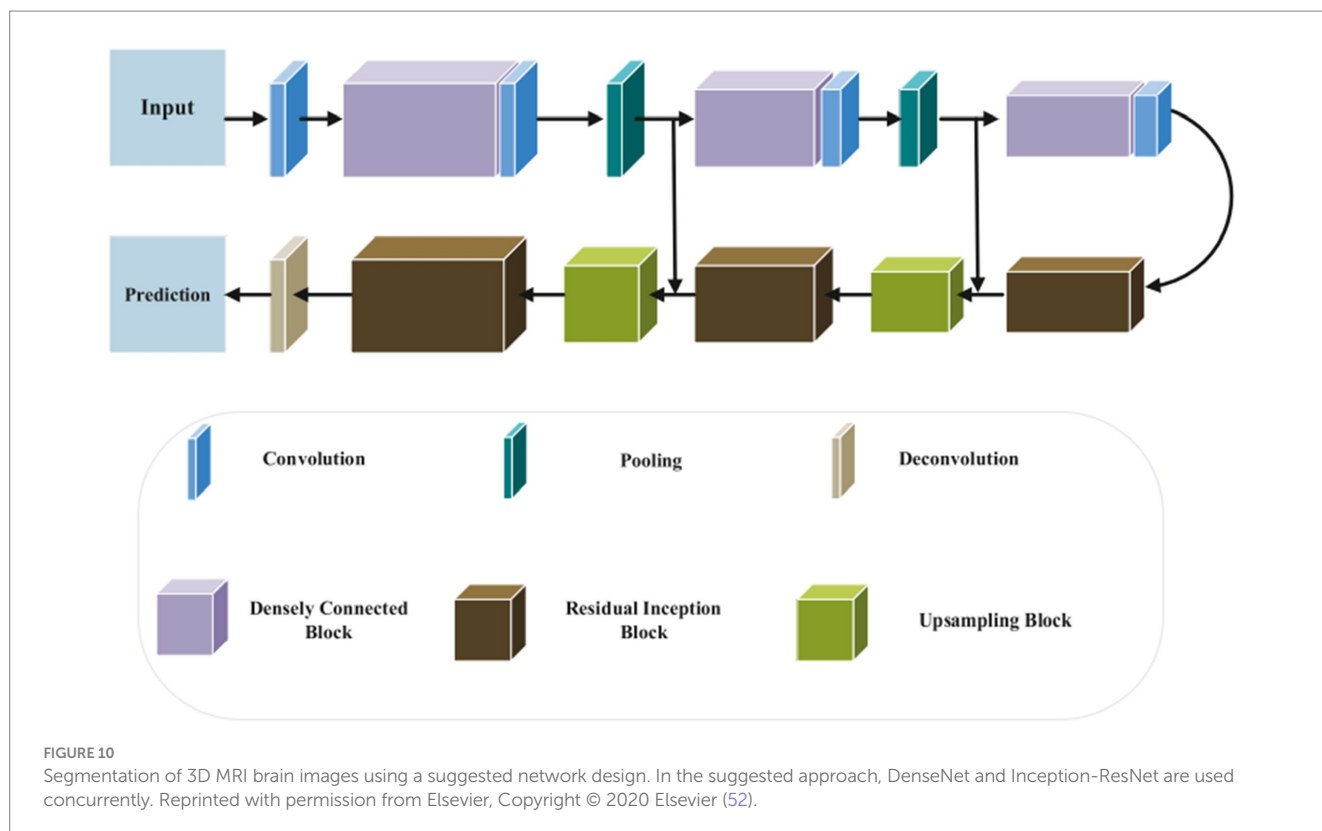 Input
Prediction
Convolution
Pooling
Deconvolution
Densely Connected
Block
Residual Inception
Block
Upsampling Block
FIGURE 10
Segmentation of 3D MRI brain images using a suggested network design. In the suggested approach, DenseNet and Inception-ResNet are used
concurrently. Reprinted with permission from Elsevier, Copyright © 2020 Elsevier (52).